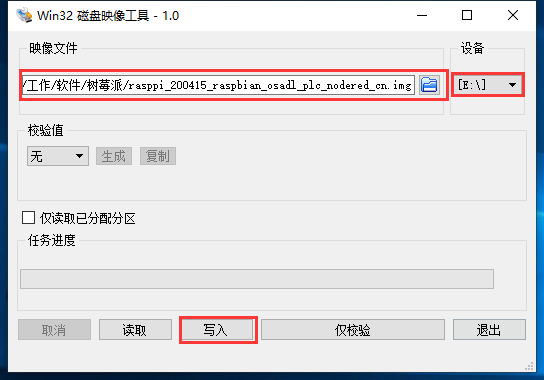 Win32 磁盘映像工具 - 1.0
映像文件
设备
/工作/软件/树莓派/rasppi_200415_raspbian_osadl_plc_nodered_cn.img
[E:\]
校验值
无
生成
复制
仅读取已分配分区
任务进度
取消
读取
写入
仅校验
退出